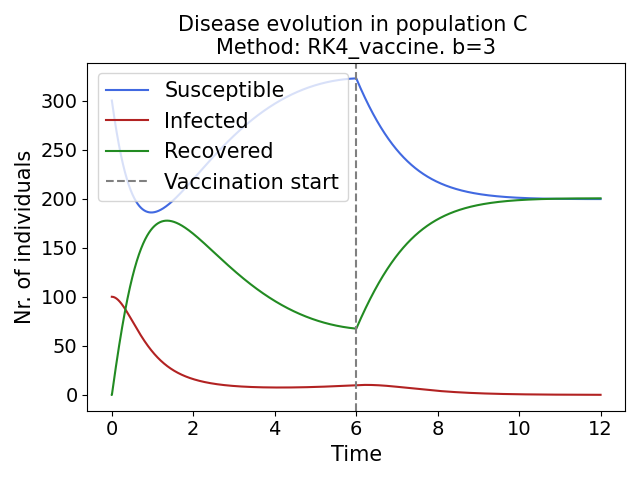 Disease evolution in population C
Method: RK4_vaccine. b=3
Susceptible
Infected
Recovered
Vaccination start
Nr. of individuals
300
250
200
150
100
50
0
0 2 4 6 8 10 12
Time